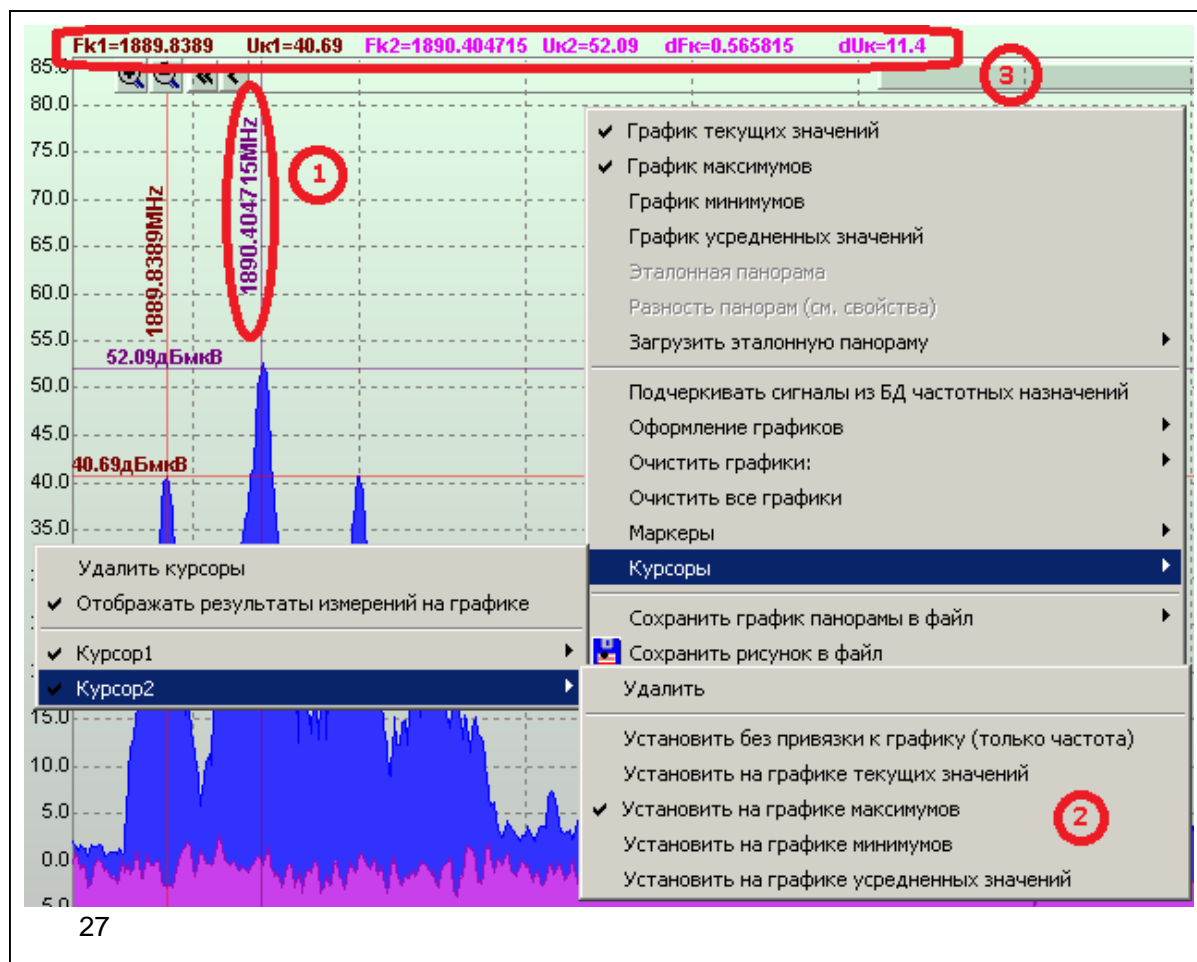 Fk1=1889.8389 Uк1=40.69 Fk2=1890.404715 Uк2=52.09 dFк=0.565815 dUк=11.4
3
85.0
80.0
75.0
70.0
65.0
60.0
55.0
50.0
45.0
40.0
35.0
15.0
10.0
5.0
0.0
5.0
1889.8389MHz
1890.404715MHz
1
52.09дБмкВ
40.69дБмкВ
График текущих значений
График максимумов
График минимумов
График усредненных значений
Эталонная панорама
Разность панорам (см. свойства)
Загрузить эталонную панораму
Подчеркивать сигналы из БД частотных назначений
Оформление графиков
Очистить графики:
Очистить все графики
Маркеры
Курсоры
Сохранить график панорамы в файл
Сохранить рисунок в файл
Удалить курсоры
Отображать результаты измерений на графике
Курсор1
Курсор2
Удалить
Установить без привязки к графику (только частота)
Установить на графике текущих значений
Установить на графике максимумов
2
Установить на графике минимумов
Установить на графике усредненных значений
27